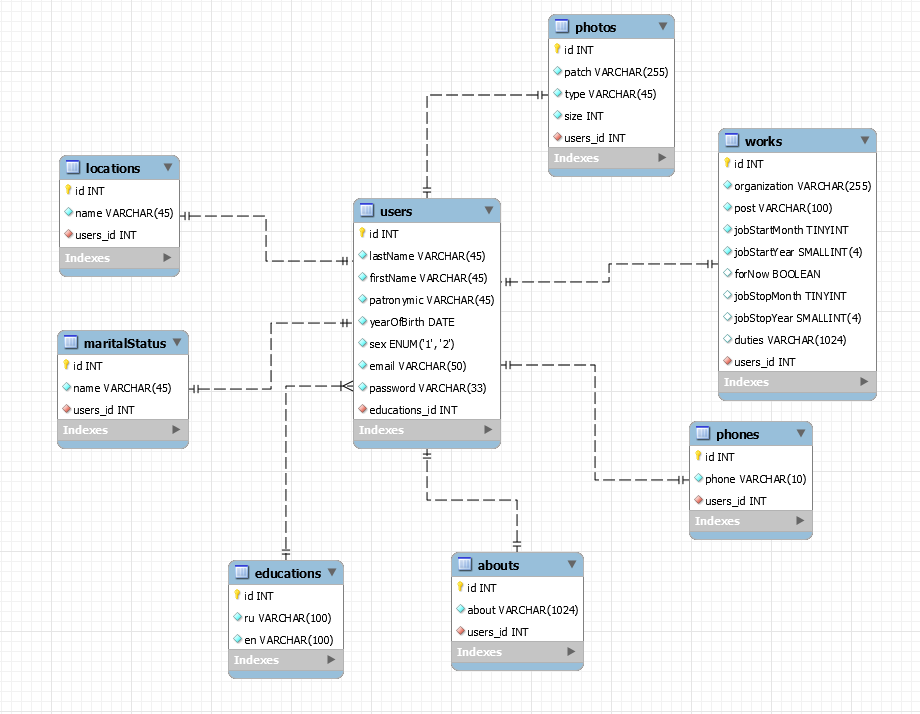 photos
id INT
patch VARCHAR(255)
type VARCHAR(45)
size INT
users_id INT
Indexes
works
id INT
organization VARCHAR(255)
post VARCHAR(100)
jobStartMonth TINYINT
jobStartYear SMALLINT(4)
forNow BOOLEAN
jobStopMonth TINYINT
jobStopYear SMALLINT(4)
duties VARCHAR(1024)
users_id INT
Indexes
locations
id INT
name VARCHAR(45)
users_id INT
Indexes
users
id INT
lastName VARCHAR(45)
firstName VARCHAR(45)
patronymic VARCHAR(45)
yearOfBirth DATE
sex ENUM('1','2')
email VARCHAR(50)
password VARCHAR(33)
educations_id INT
Indexes
maritalStatus
id INT
name VARCHAR(45)
users_id INT
Indexes
phones
id INT
phone VARCHAR(10)
users_id INT
Indexes
educations
id INT
ru VARCHAR(100)
en VARCHAR(100)
Indexes
abouts
id INT
about VARCHAR(1024)
users_id INT
Indexes